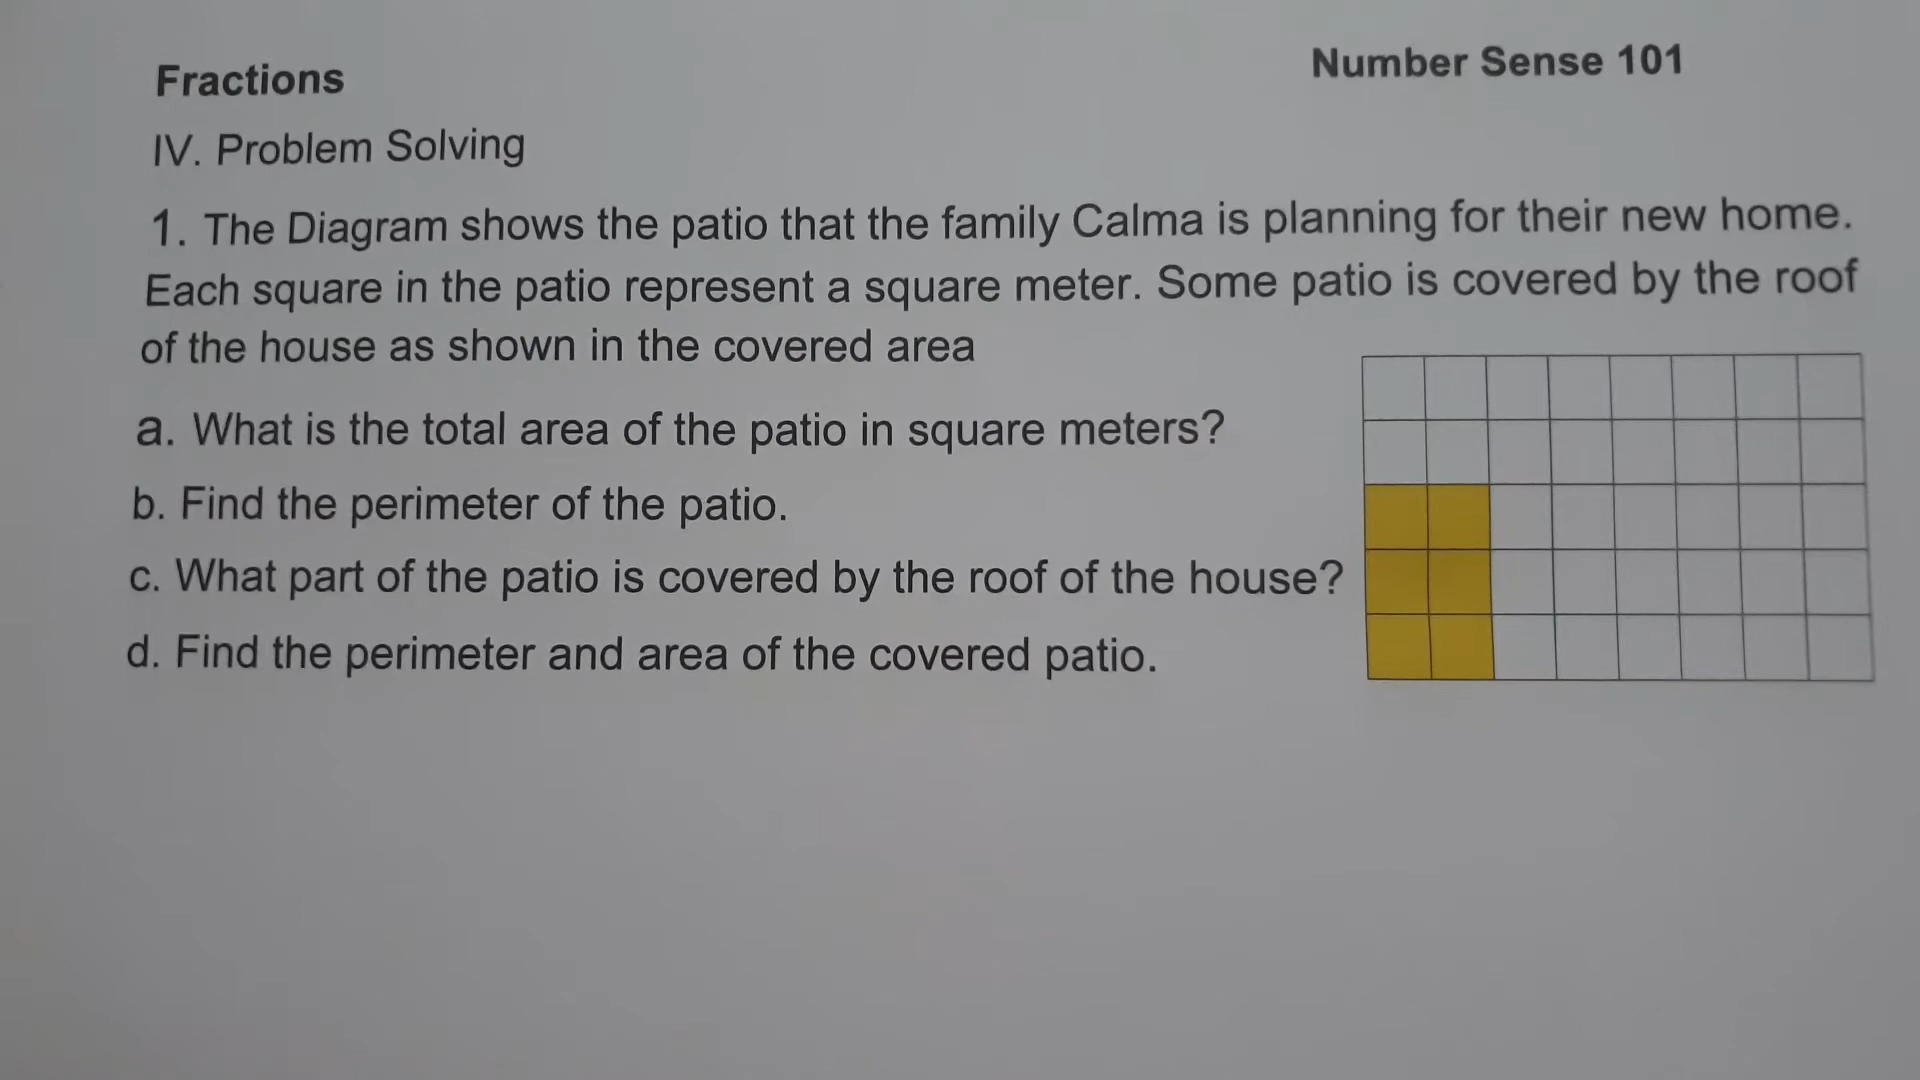 Fractions
Number Sense 101
IV. Problem Solving
1. The Diagram shows the patio that the family Calma is planning for their new home.
Each square in the patio represent a square meter. Some patio is covered by the roof
of the house as shown in the covered area
a. What is the total area of the patio in square meters?
b. Find the perimeter of the patio.
c. What part of the patio is covered by the roof of the house?
d. Find the perimeter and area of the covered patio.